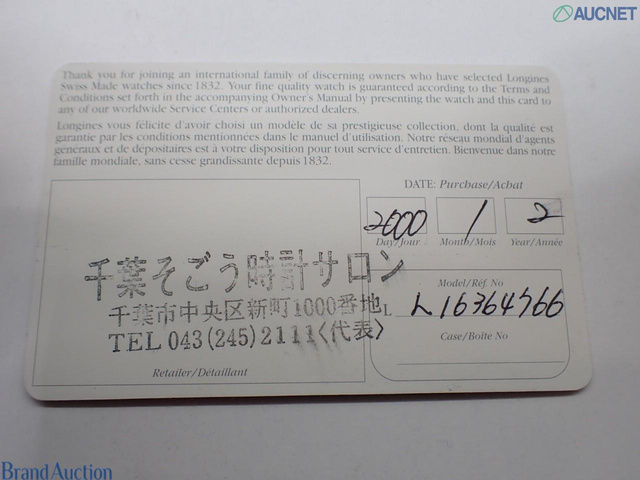 AUCNET
Thank you for joining an international family of discerning owners who have selected Longines
Swiss Made watches since 1832. Your fine quality watch is guaranteed according to the Terms and
Conditions set forth in the accompanying Owner's Manual by presenting the watch and this card to
any of our worldwide Service Centers or authorized dealers.
Longines vous félicite d'avoir choisi un modèle de sa prestigieuse collection, dont la qualité est
garantie par les conditions mentionnées dans le manuel d'utilisation. Notre réseau mondial d'agents
généraux et de dépositaires est à votre disposition pour tout service d'entretien. Bienvenue dans notre
famille mondiale, sans cesse grandissante depuis 1832.
DATE: Purchase/Achat
2000 1 2
Day/Jour Month/Mois Year/Année
千葉そごう時計サロン
千葉市中央区新町1000番地
TEL 043(245)2111〈代表〉
Retailer/Détaillant
Model/Réf. No
L L16364766
Case/Boîte No
Brand Auction